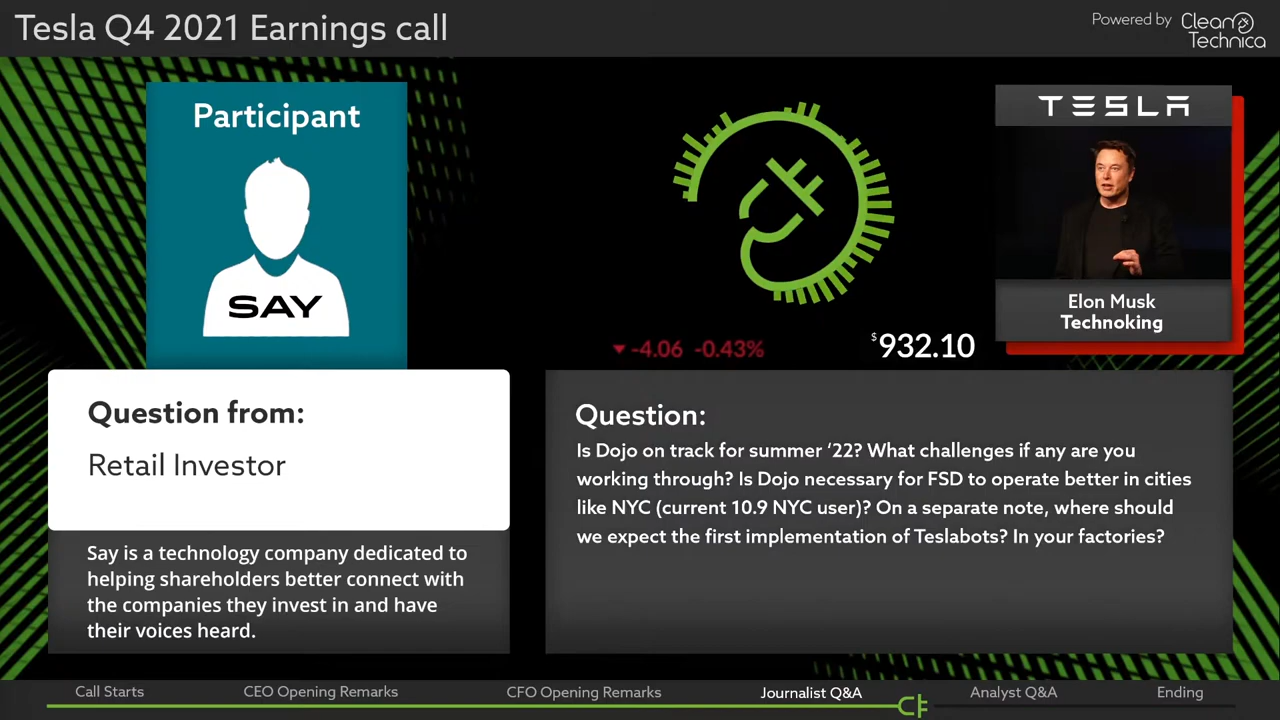 Tesla Q4 2021 Earnings call
Powered by
Clean
Technica
Participant
SAY
TESLA
Elon Musk
Technoking
-4.06 -0.43%
$932.10
Question from:
Retail Investor
Say is a technology company dedicated to
helping shareholders better connect with
the companies they invest in and have
their voices heard.
Question:
Is Dojo on track for summer ‘22? What challenges if any are you
working through? Is Dojo necessary for FSD to operate better in cities
like NYC (current 10.9 NYC user)? On a separate note, where should
we expect the first implementation of Teslabots? In your factories?
Call Starts
CEO Opening Remarks
CFO Opening Remarks
Journalist Q&A
Analyst Q&A
Ending